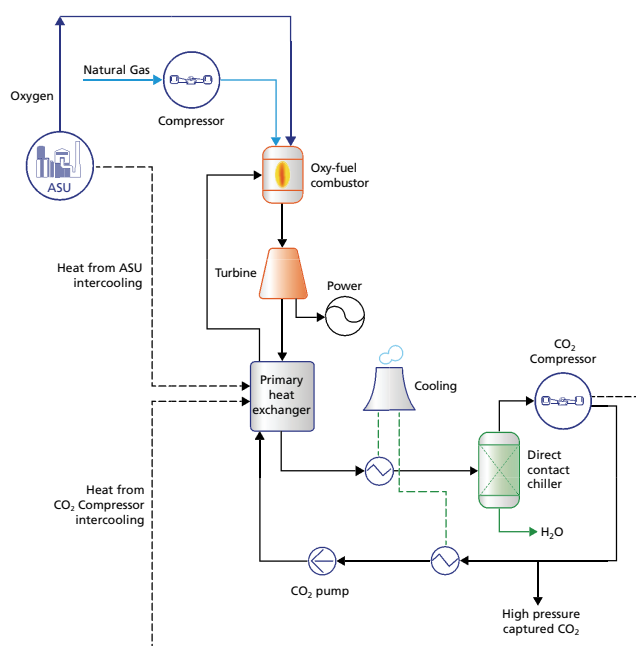 Natural Gas
Oxygen
Compressor
ASU
Oxy-fuel
combustor
Heat from ASU
intercooling
Turbine
Power
CO₂
Compressor
Primary
heat
exchanger
Cooling
Direct
contact
chiller
Heat from
CO₂ Compressor
intercooling
H₂O
CO₂ pump
High pressure
captured CO₂